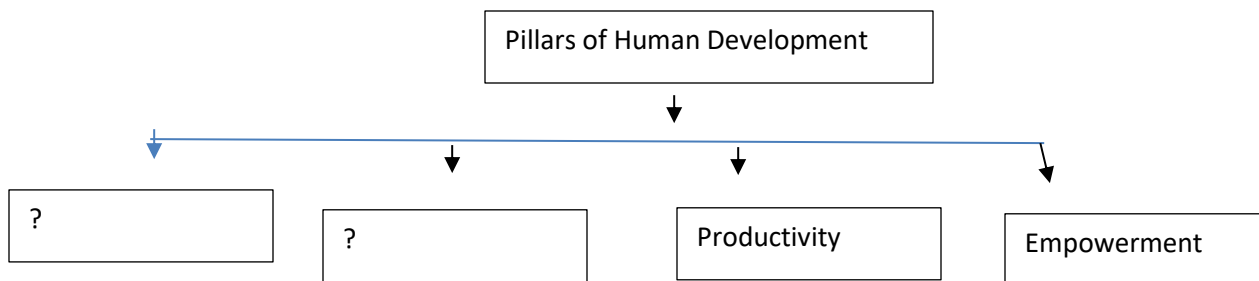 Pillars of Human Development
?
?
Productivity
Empowerment